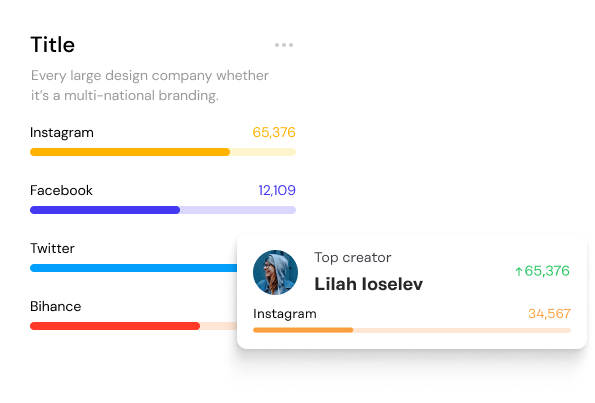 Title
Every large design company whether
it's a multi-national branding.
Instagram 65,376
Facebook 12,109
Twitter
Bihance
Top creator
Lilah Ioselev
↑65,376
Instagram 34,567